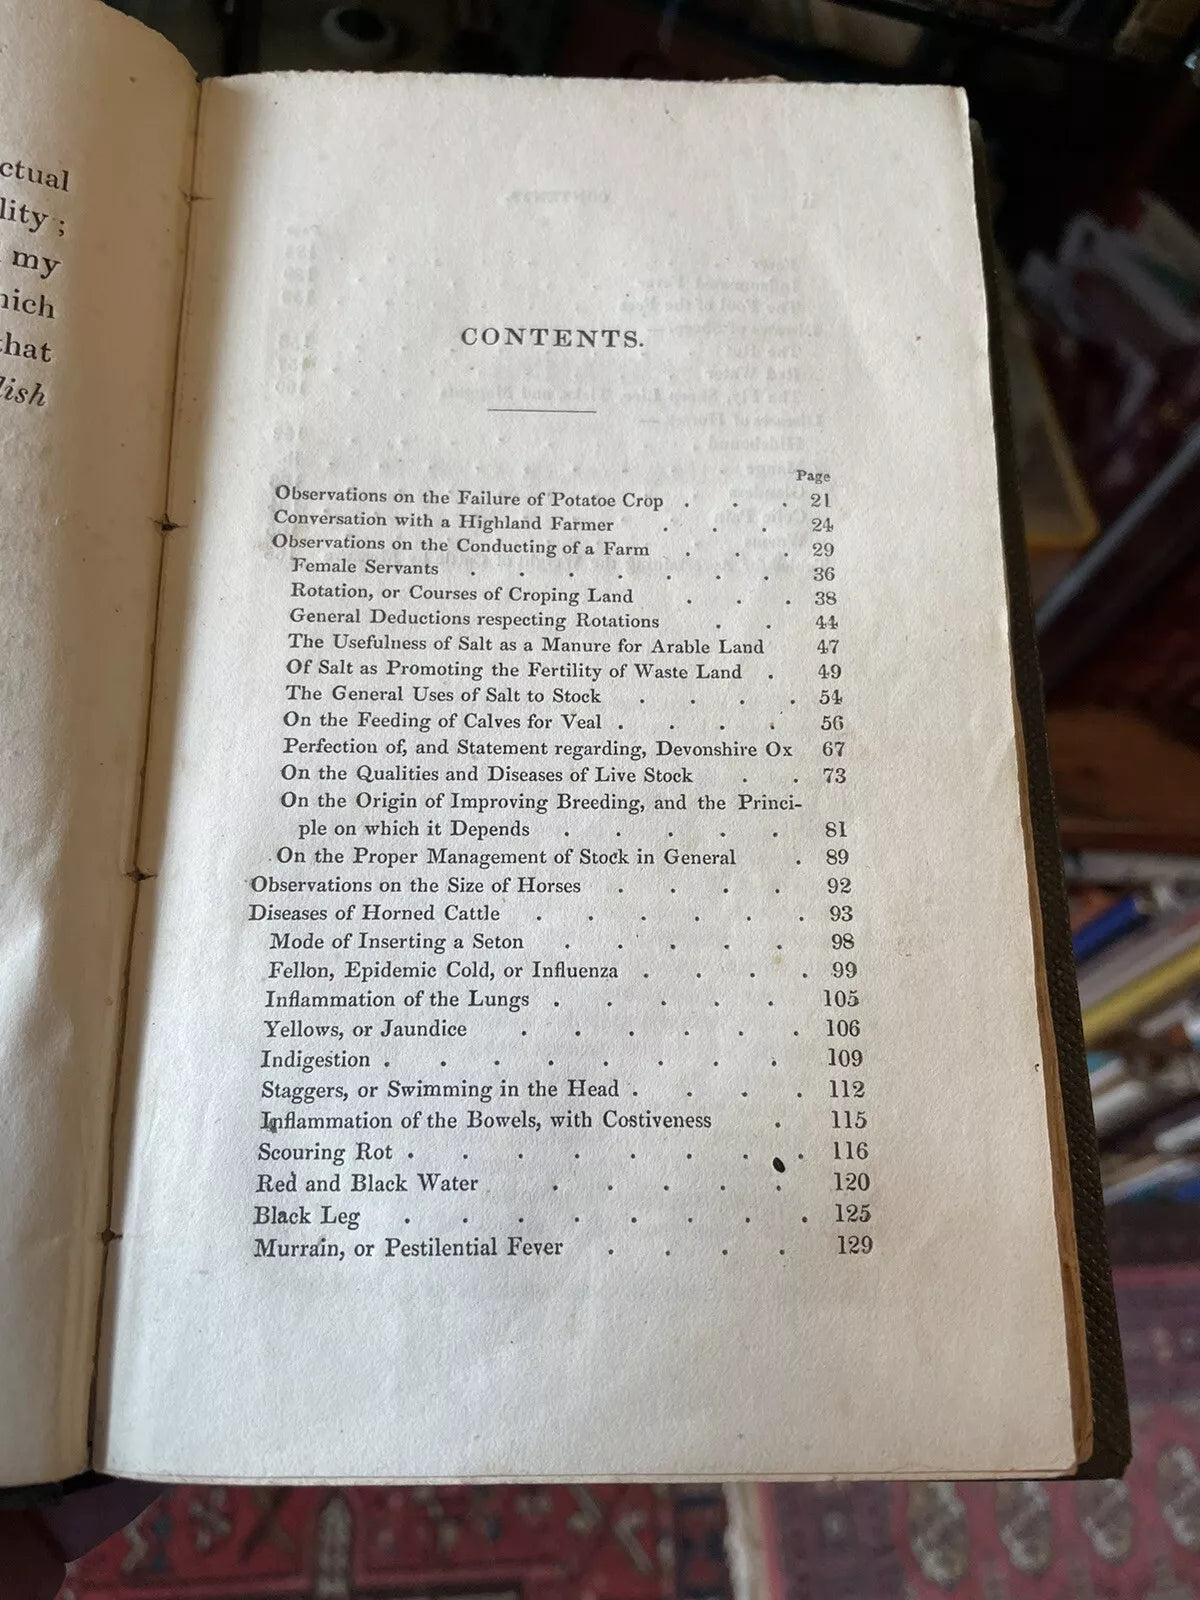 ctual
lity ;
my
hich
that
lish
CONTENTS.
Page
Observations on the Failure of Potatoe Crop . . . 21
Conversation with a Highland Farmer . . . 24
Observations on the Conducting of a Farm . . . 29
Female Servants . . . . . . . 36
Rotation, or Courses of Croping Land . . . 38
General Deductions respecting Rotations . . 44
The Usefulness of Salt as a Manure for Arable Land 47
Of Salt as Promoting the Fertility of Waste Land . 49
The General Uses of Salt to Stock . . . . 54
On the Feeding of Calves for Veal . . . . 56
Perfection of, and Statement regarding, Devonshire Ox 67
On the Qualities and Diseases of Live Stock . . 73
On the Origin of Improving Breeding, and the Princi-
ple on which it Depends . . . . . 81
On the Proper Management of Stock in General . 89
Observations on the Size of Horses . . . . 92
Diseases of Horned Cattle . . . . . . 93
Mode of Inserting a Seton . . . . . 98
Fellon, Epidemic Cold, or Influenza . . . . 99
Inflammation of the Lungs . . . . . 105
Yellows, or Jaundice . . . . . . 106
Indigestion . . . . . . . . 109
Staggers, or Swimming in the Head . . . . 112
Inflammation of the Bowels, with Costiveness . 115
Scouring Rot . . . . . . . . 116
Red and Black Water . . . . . 120
Black Leg . . . . . . . . 125
Murrain, or Pestilential Fever . . . . 129